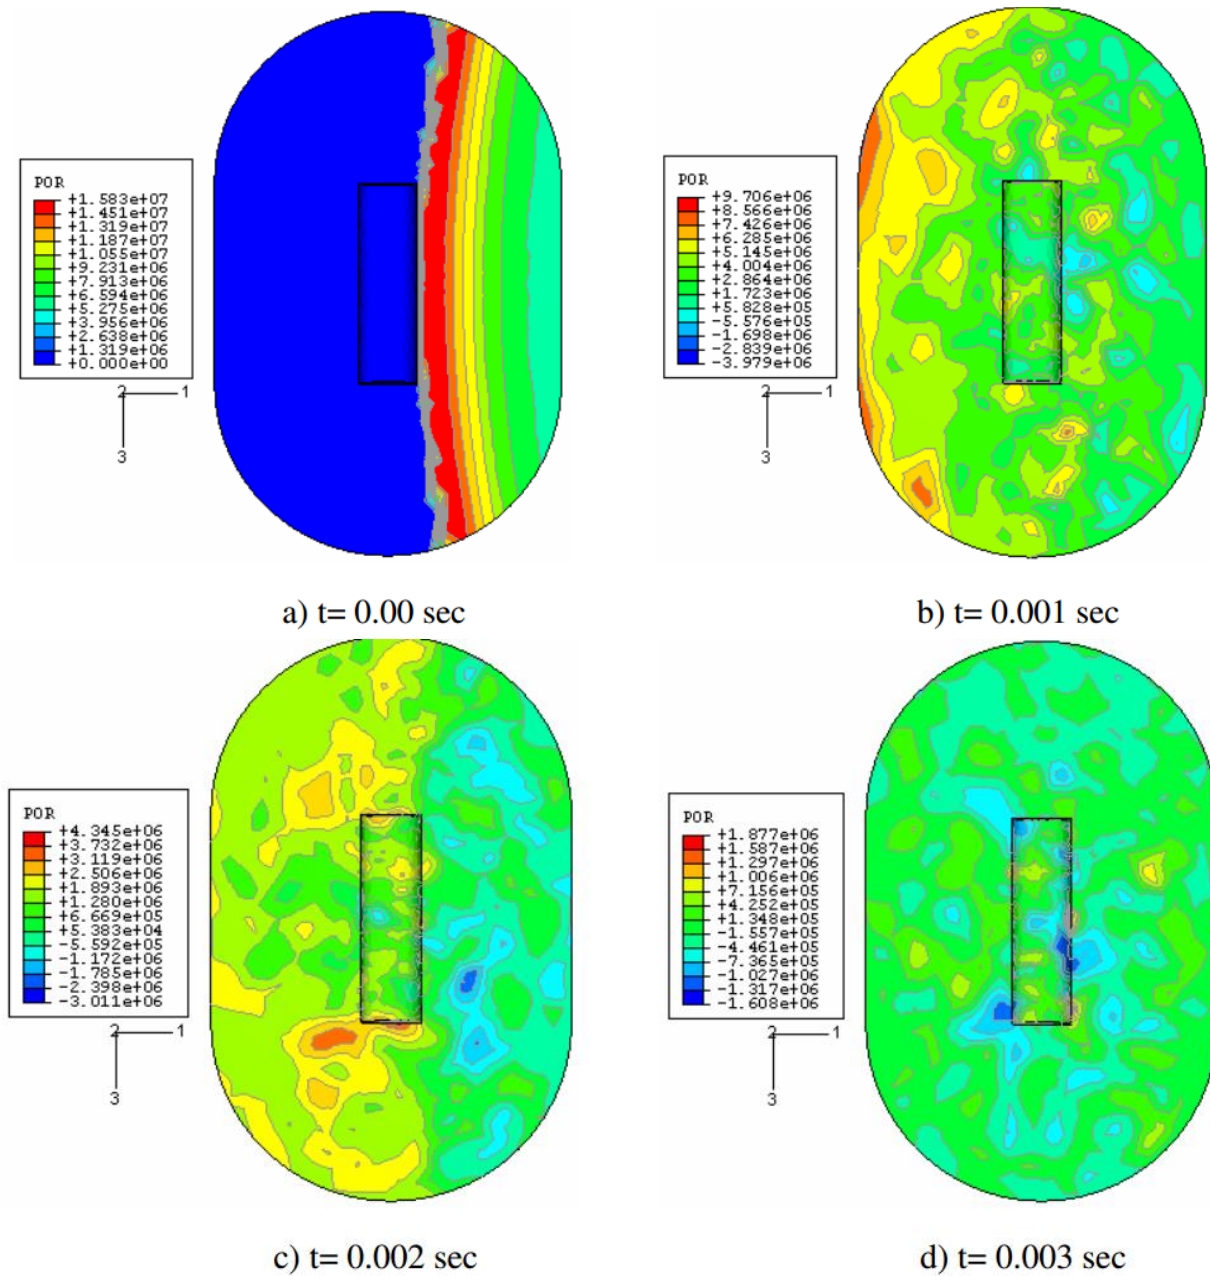 POR
+1.583e+07
+1.451e+07
+1.319e+07
+1.187e+07
+1.055e+07
+9.231e+06
+7.913e+06
+6.594e+06
+5.275e+06
+3.956e+06
+2.638e+06
+1.319e+06
+0.000e+00
2 1
3
POR
+9.706e+06
+8.566e+06
+7.426e+06
+6.285e+06
+5.145e+06
+4.004e+06
+2.864e+06
+1.723e+06
+5.828e+05
-5.576e+05
-1.698e+06
-2.839e+06
-3.979e+06
2 1
3
a) t= 0.00 sec
b) t= 0.001 sec
POR
+4.345e+06
+3.732e+06
+3.119e+06
+2.506e+06
+1.893e+06
+1.280e+06
+6.669e+05
+5.383e+04
-5.592e+05
-1.172e+06
-1.785e+06
-2.398e+06
-3.011e+06
2 1
3
POR
+1.877e+06
+1.587e+06
+1.297e+06
+1.006e+06
+7.156e+05
+4.252e+05
+1.348e+05
-1.557e+05
-4.461e+05
-7.365e+05
-1.027e+06
-1.317e+06
-1.608e+06
2 1
3
c) t= 0.002 sec
d) t= 0.003 sec